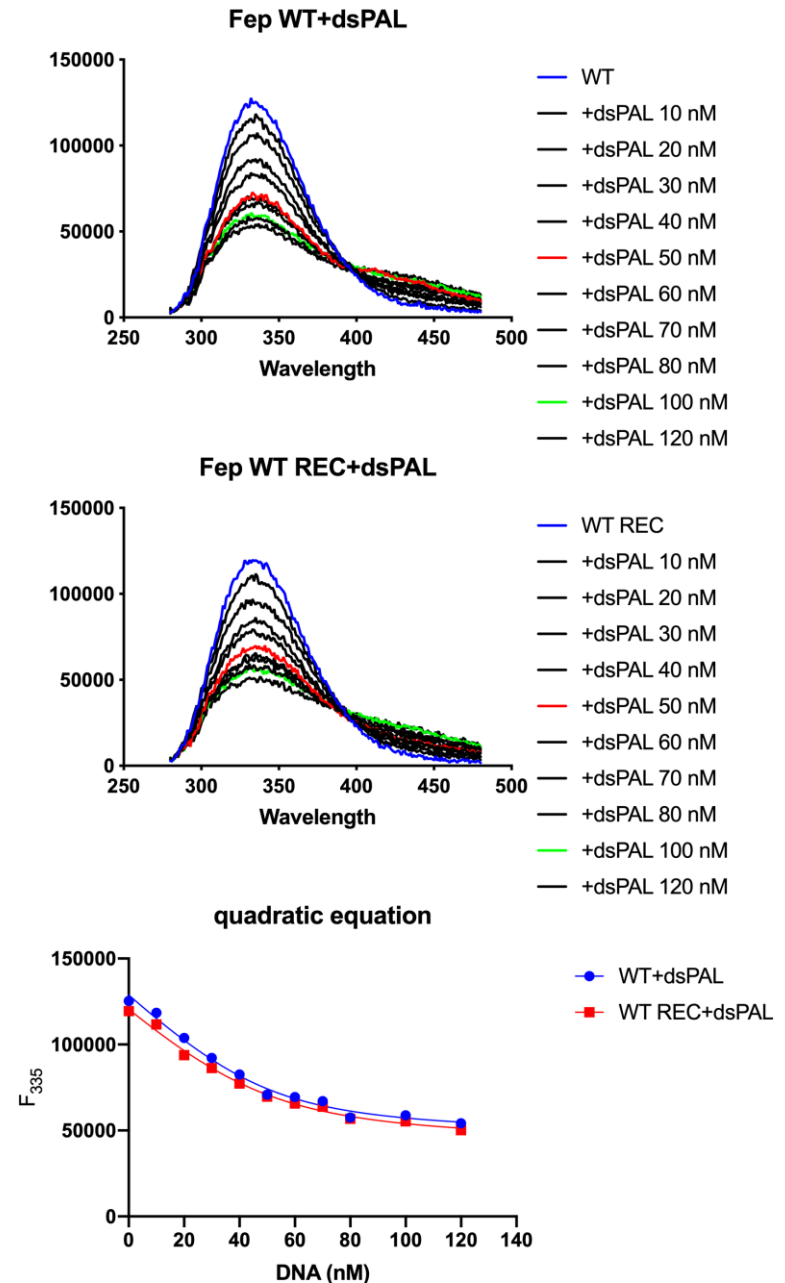 Fep WT+dsPAL
150000
100000
50000
0
250
300
350
400
450
500
Wavelength
WT
+dsPAL 10 nM
+dsPAL 20 nM
+dsPAL 30 nM
+dsPAL 40 nM
+dsPAL 50 nM
+dsPAL 60 nM
+dsPAL 70 nM
+dsPAL 80 nM
+dsPAL 100 nM
+dsPAL 120 nM
Fep WT REC+dsPAL
150000
100000
50000
0
250
300
350
400
450
500
Wavelength
WT REC
+dsPAL 10 nM
+dsPAL 20 nM
+dsPAL 30 nM
+dsPAL 40 nM
+dsPAL 50 nM
+dsPAL 60 nM
+dsPAL 70 nM
+dsPAL 80 nM
+dsPAL 100 nM
+dsPAL 120 nM
quadratic equation
F335
150000
100000
50000
0
0
20
40
60
80
100
120
140
DNA (nM)
WT+dsPAL
WT REC+dsPAL